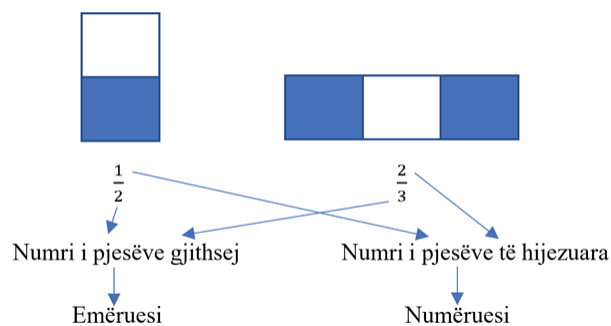 1/2 2/3
Numri i pjesëve gjithsej Numri i pjesëve të hijezuara
Emëruesi Numëruesi